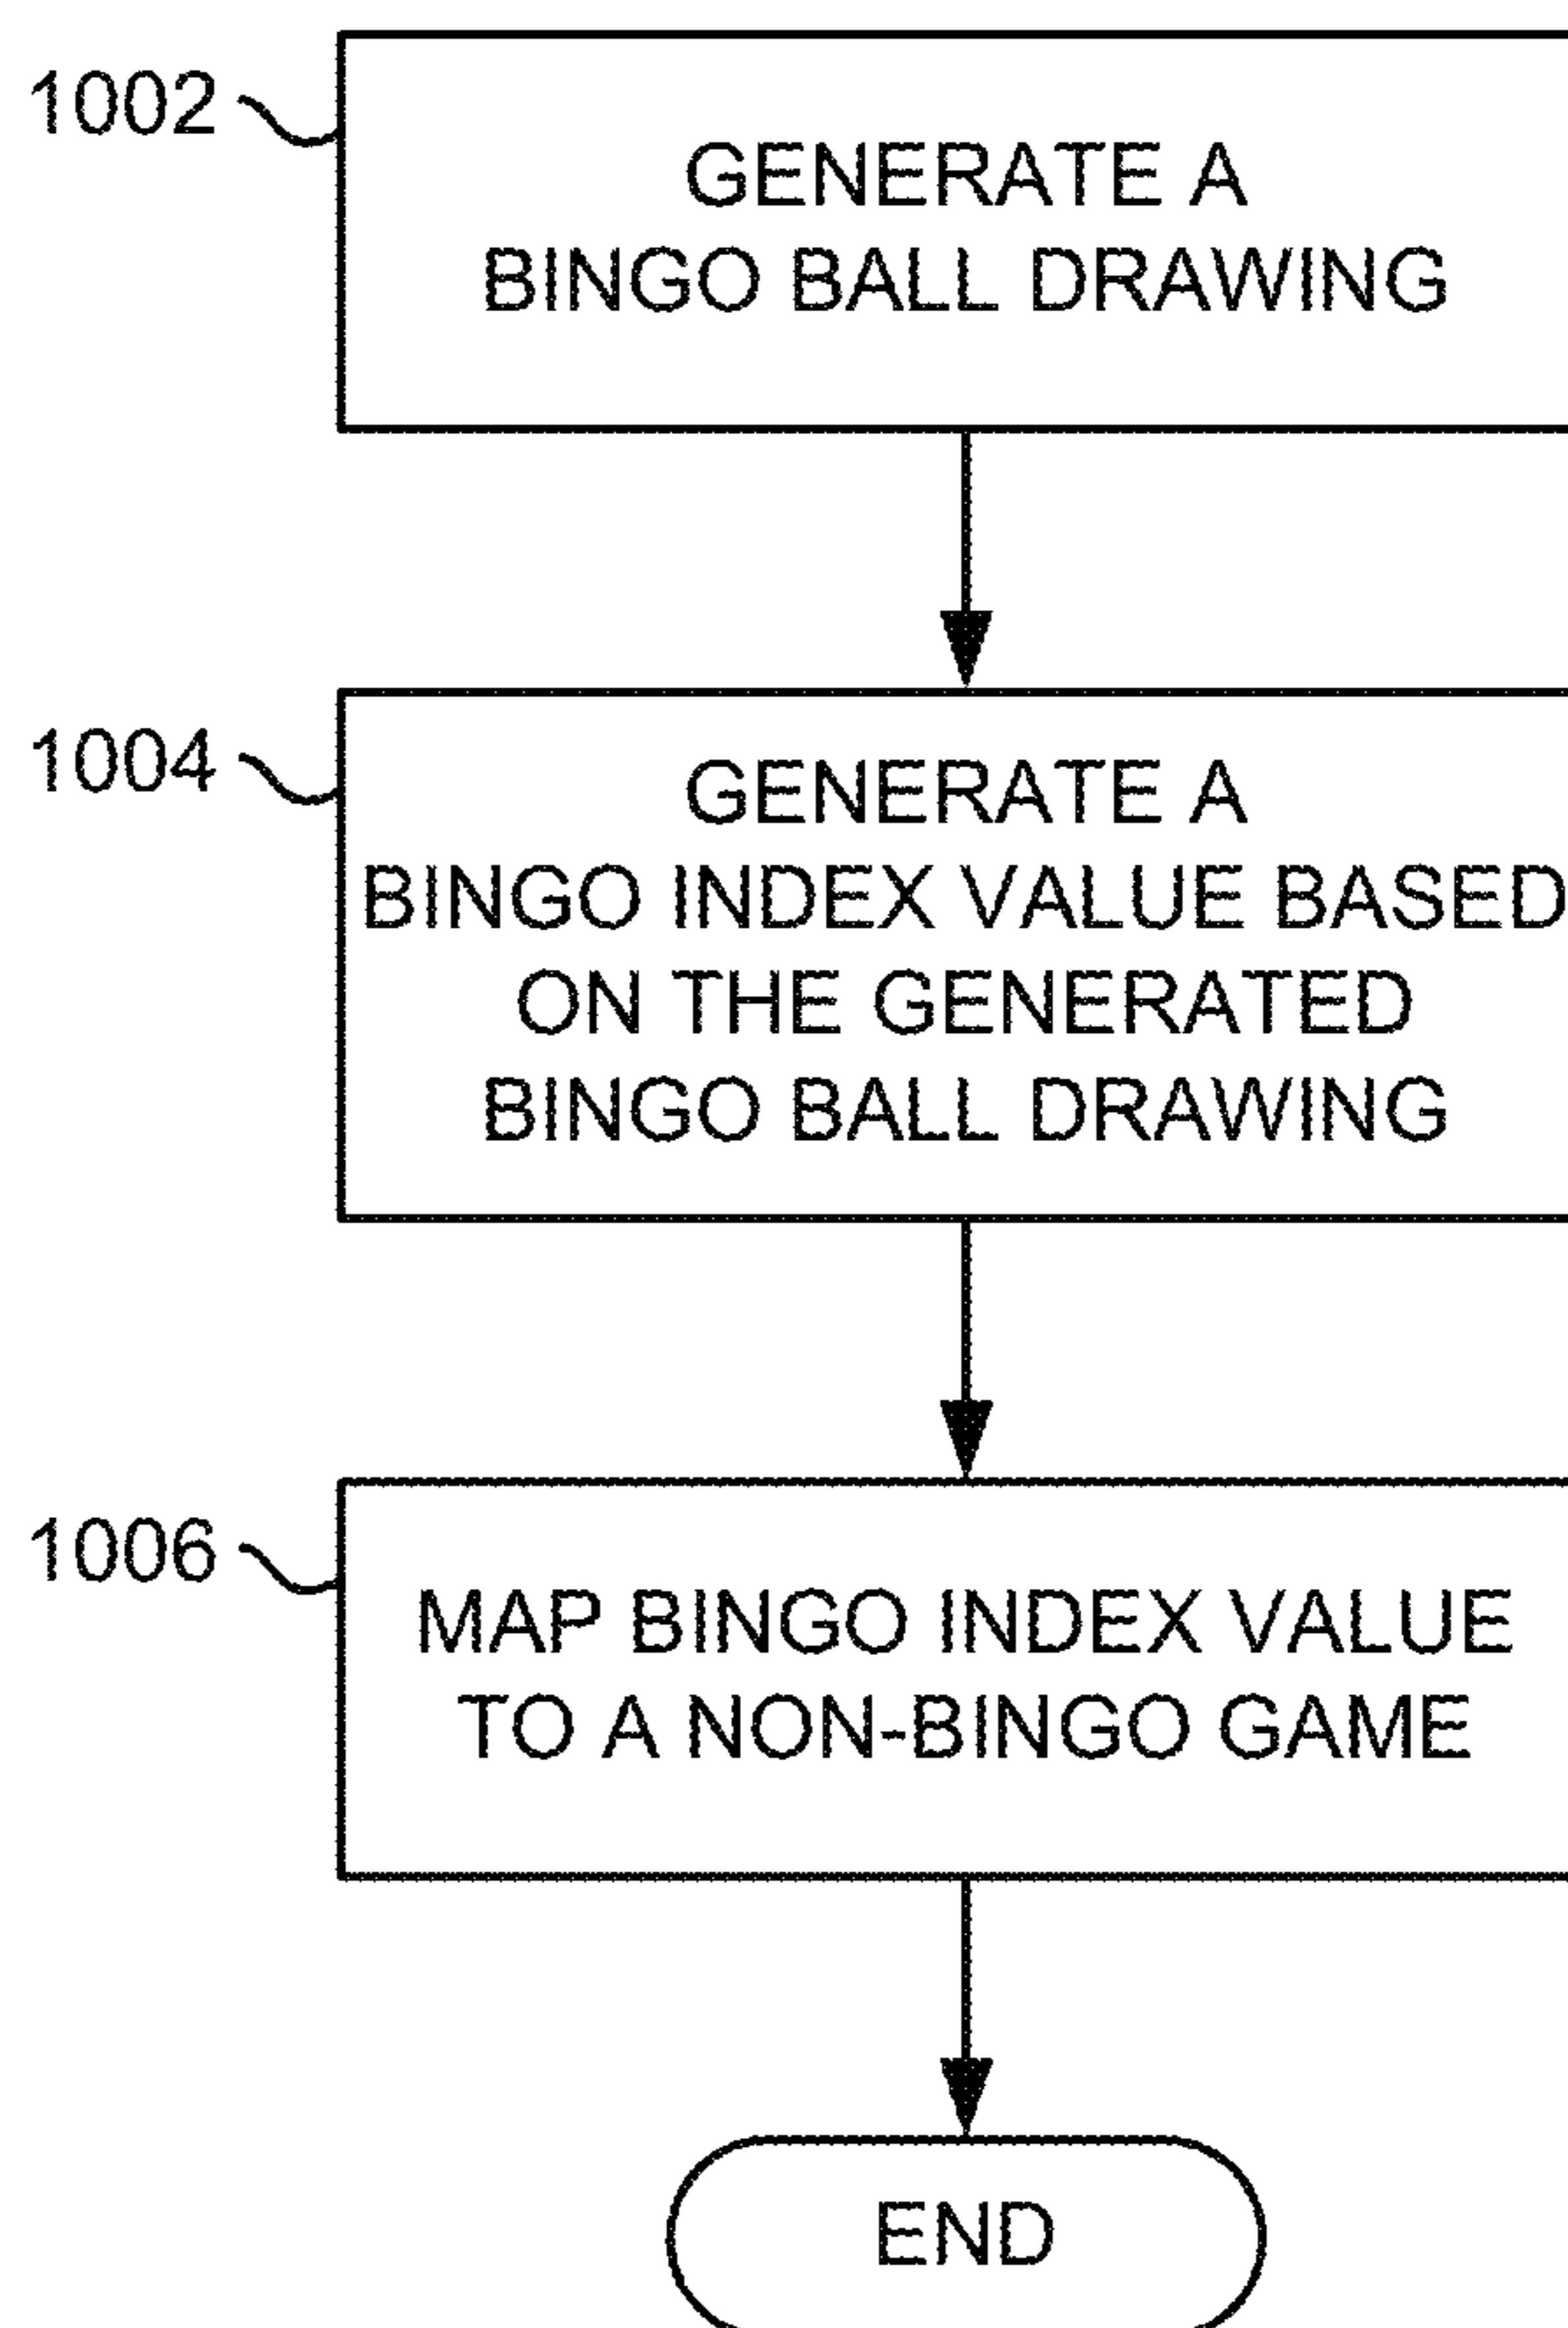 1002
GENERATE A
BINGO BALL DRAWING
1004
GENERATE A
BINGO INDEX VALUE BASED
ON THE GENERATED
BINGO BALL DRAWING
1006
MAP BINGO INDEX VALUE
TO A NON-BINGO GAME
END